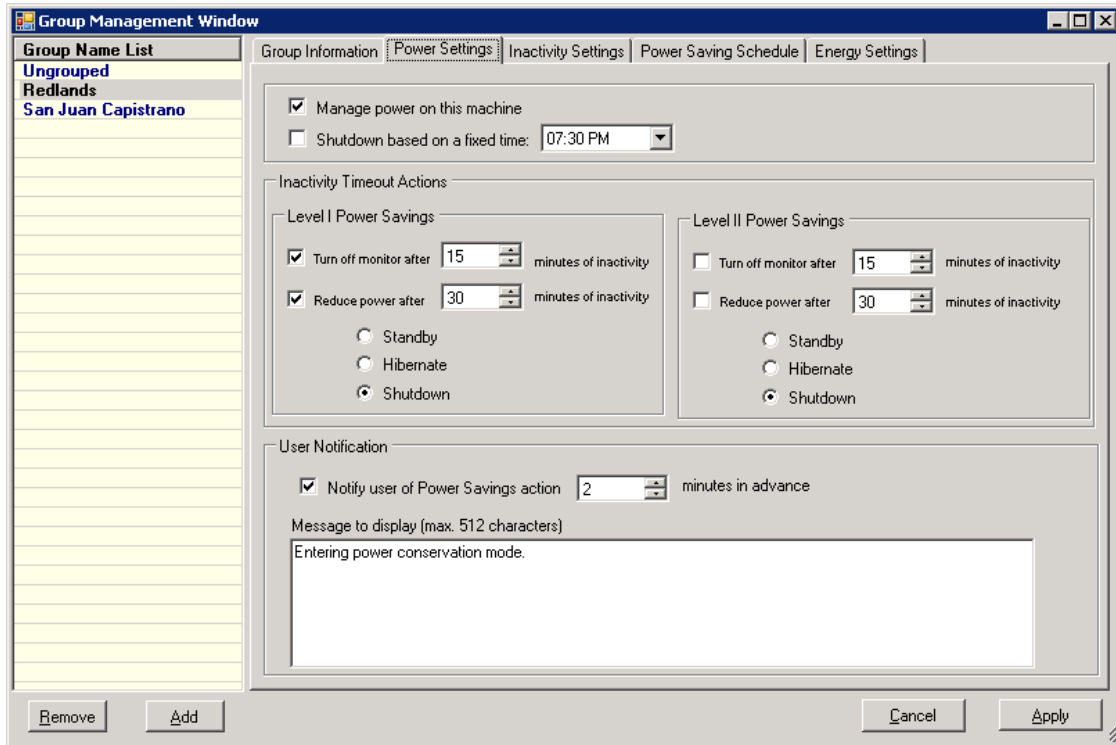 Group Management Window
Group Name List
Ungrouped
Redlands
San Juan Capistrano
Group Information
Power Settings
Inactivity Settings
Power Saving Schedule
Energy Settings
Manage power on this machine
Shutdown based on a fixed time: 07:30 PM
Inactivity Timeout Actions
Level I Power Savings
Turn off monitor after 15 minutes of inactivity
Reduce power after 30 minutes of inactivity
Standby
Hibernate
Shutdown
Level II Power Savings
Turn off monitor after 15 minutes of inactivity
Reduce power after 30 minutes of inactivity
Standby
Hibernate
Shutdown
User Notification
Notify user of Power Savings action 2 minutes in advance
Message to display (max. 512 characters)
Entering power conservation mode.
Remove
Add
Cancel
Apply